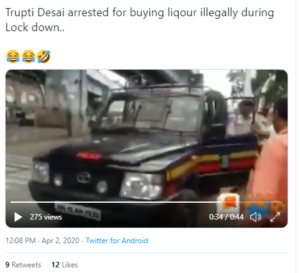 Trupti Desai arrested for buying liqour illegally during
Lock down..
POLICE
275 views
0:34 / 0:44
12:08 PM · Apr 2, 2020 · Twitter for Android
9 Retweets 12 Likes